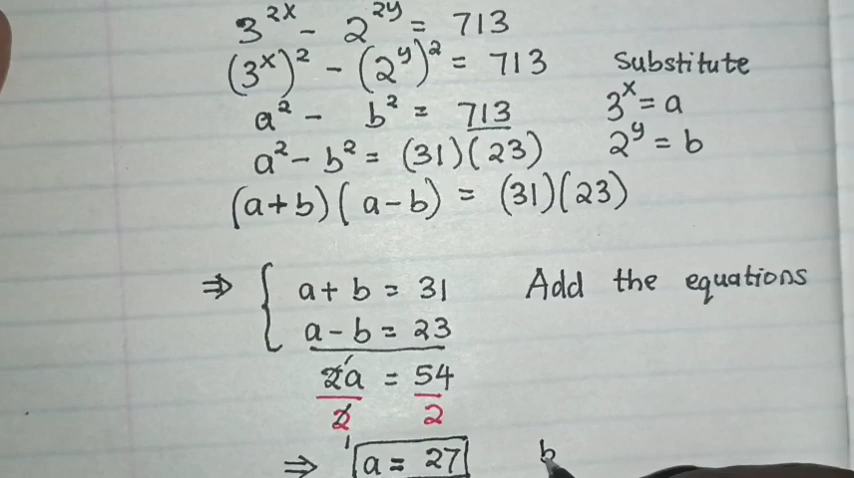 3^{2x} - 2^{2y} = 713
(3^x)^2 - (2^y)^2 = 713 Substitute
a^2 - b^2 = 713 3^x = a
a^2 - b^2 = (31)(23) 2^y = b
(a+b)(a-b) = (31)(23)
⇒ { a + b = 31 Add the equations
a - b = 23
2a = 54
2 2
1
⇒ a = 27 b